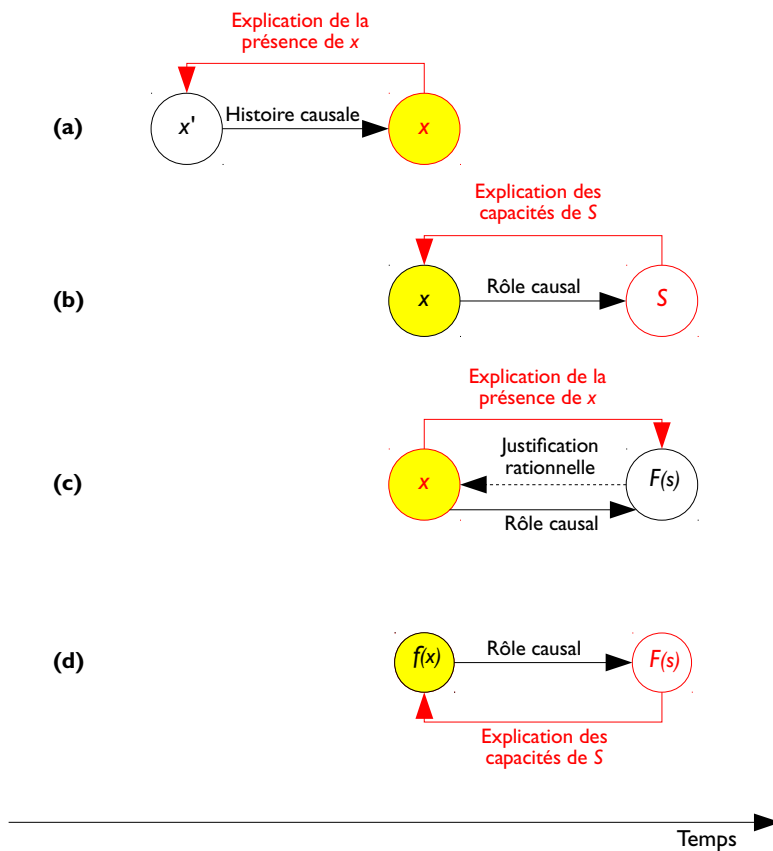 Explication de la
présence de x
(a)
x'
Histoire causale
x
Explication des
capacités de S
(b)
x
Rôle causal
S
Explication de la
présence de x
Justification
rationnelle
(c)
x
F(s)
Rôle causal
(d)
f(x)
Rôle causal
F(s)
Explication des
capacités de S
Temps